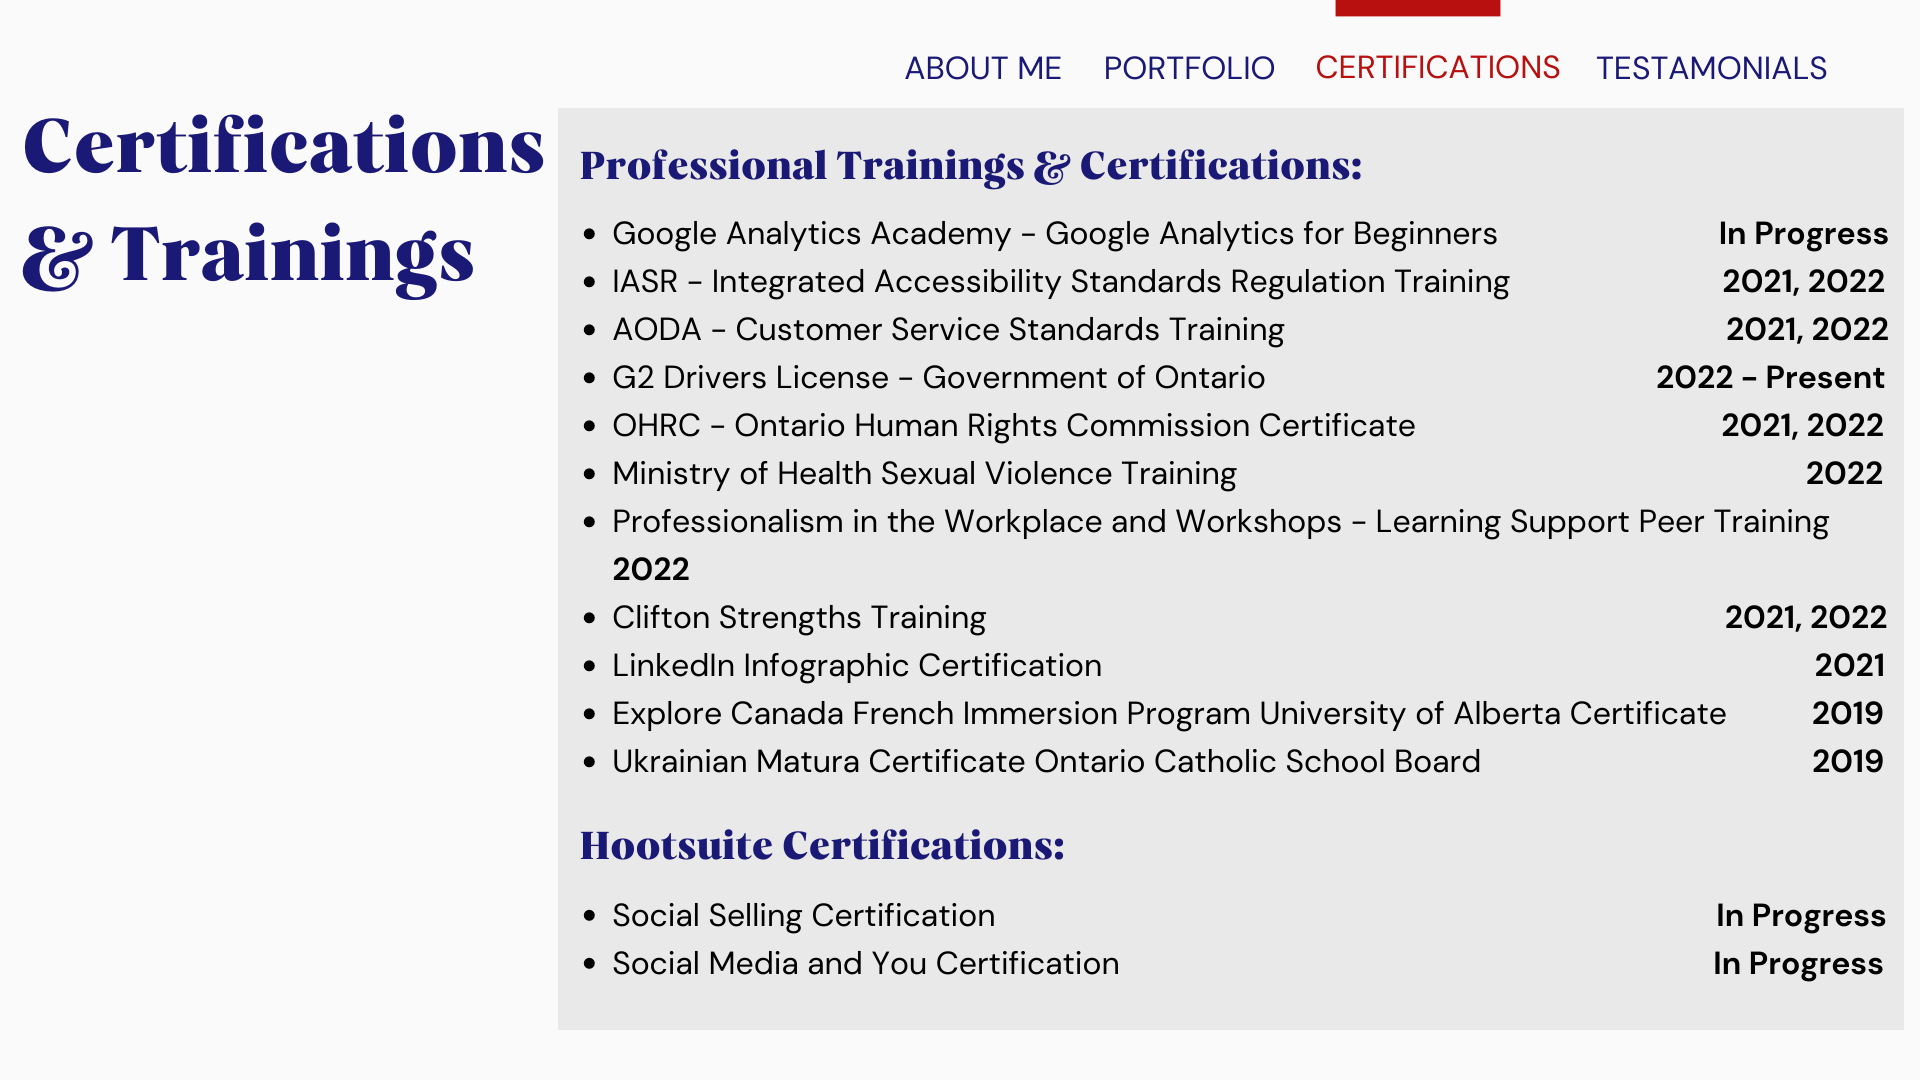 ABOUT ME PORTFOLIO CERTIFICATIONS TESTAMONIALS
Certifications
& Trainings
Professional Trainings & Certifications:
• Google Analytics Academy - Google Analytics for Beginners In Progress
• IASR - Integrated Accessibility Standards Regulation Training 2021, 2022
• AODA - Customer Service Standards Training 2021, 2022
• G2 Drivers License - Government of Ontario 2022 - Present
• OHRC - Ontario Human Rights Commission Certificate 2021, 2022
• Ministry of Health Sexual Violence Training 2022
• Professionalism in the Workplace and Workshops - Learning Support Peer Training
2022
• Clifton Strengths Training 2021, 2022
• LinkedIn Infographic Certification 2021
• Explore Canada French Immersion Program University of Alberta Certificate 2019
• Ukrainian Matura Certificate Ontario Catholic School Board 2019
Hootsuite Certifications:
• Social Selling Certification In Progress
• Social Media and You Certification In Progress